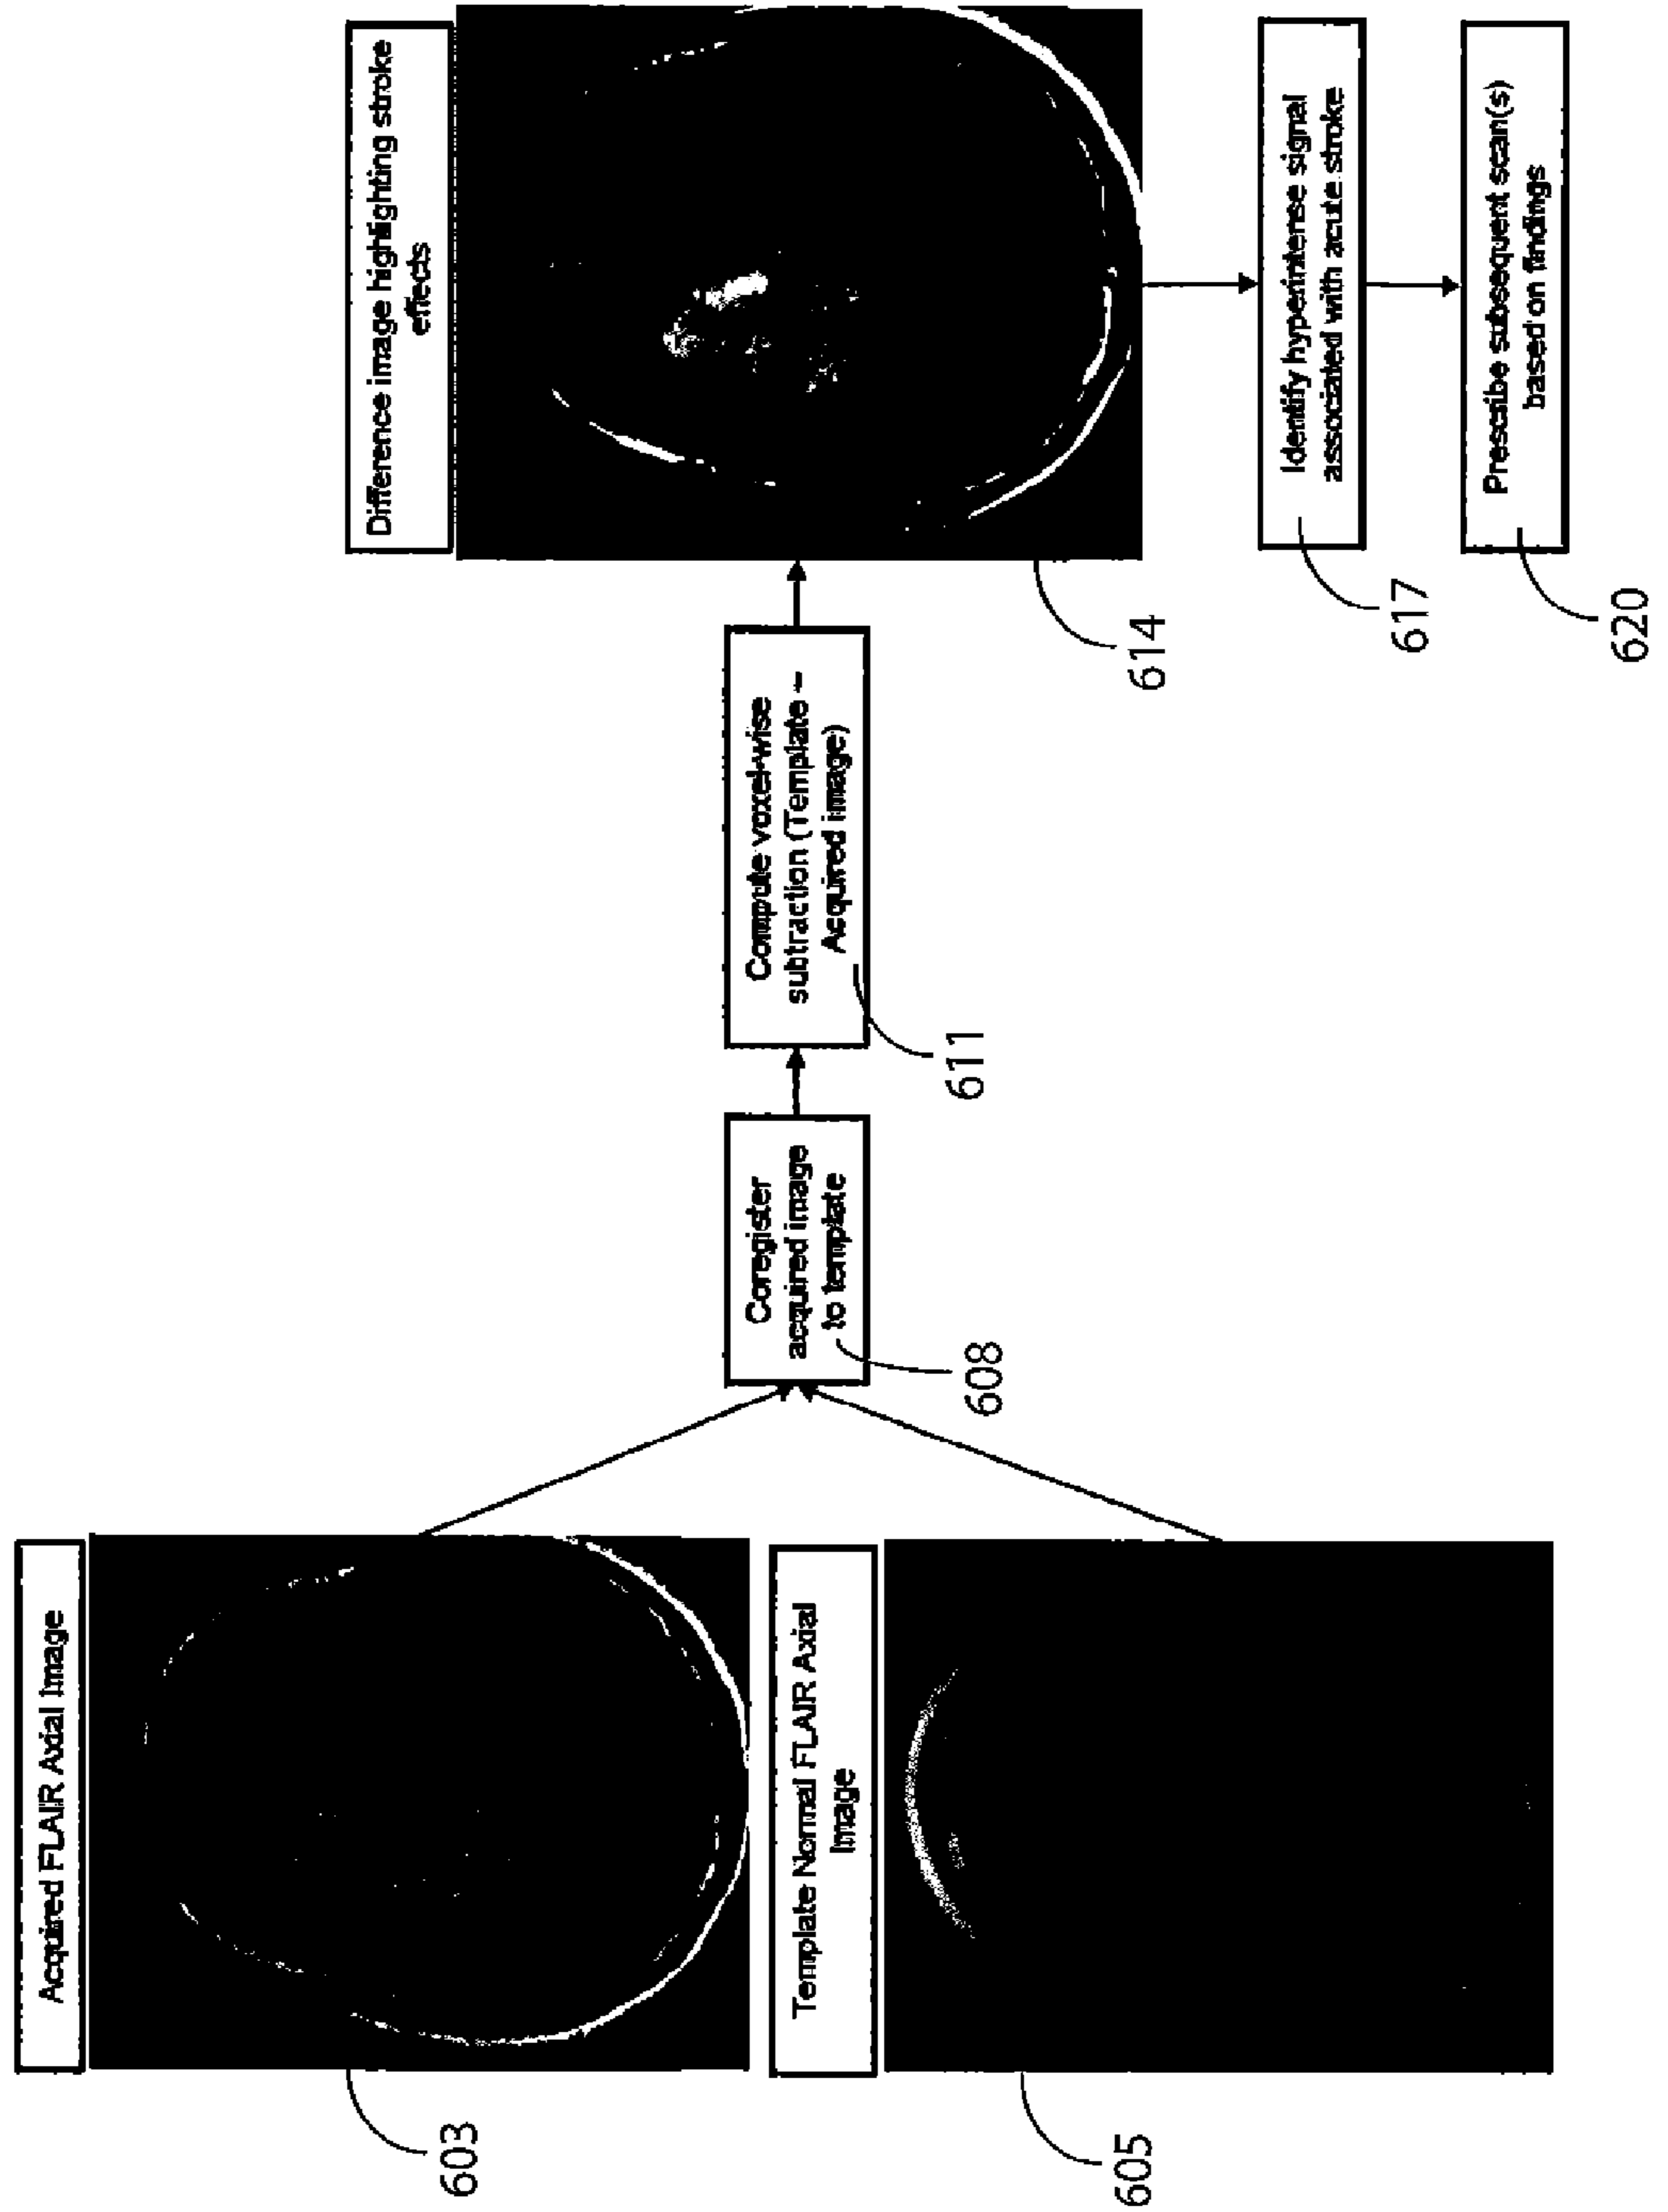 Acquired FLAIR Axial Image
603
Template Normal FLAIR Axial
Image
605
Coregister
acquired image
to template
608
Compute voxel-wise
subtraction (Template –
Acquired image)
611
Difference image highlighting stroke
effects
614
Identify hyperintense signal
associated with acute stroke
617
Prescribe subsequent scan(s)
based on findings
620